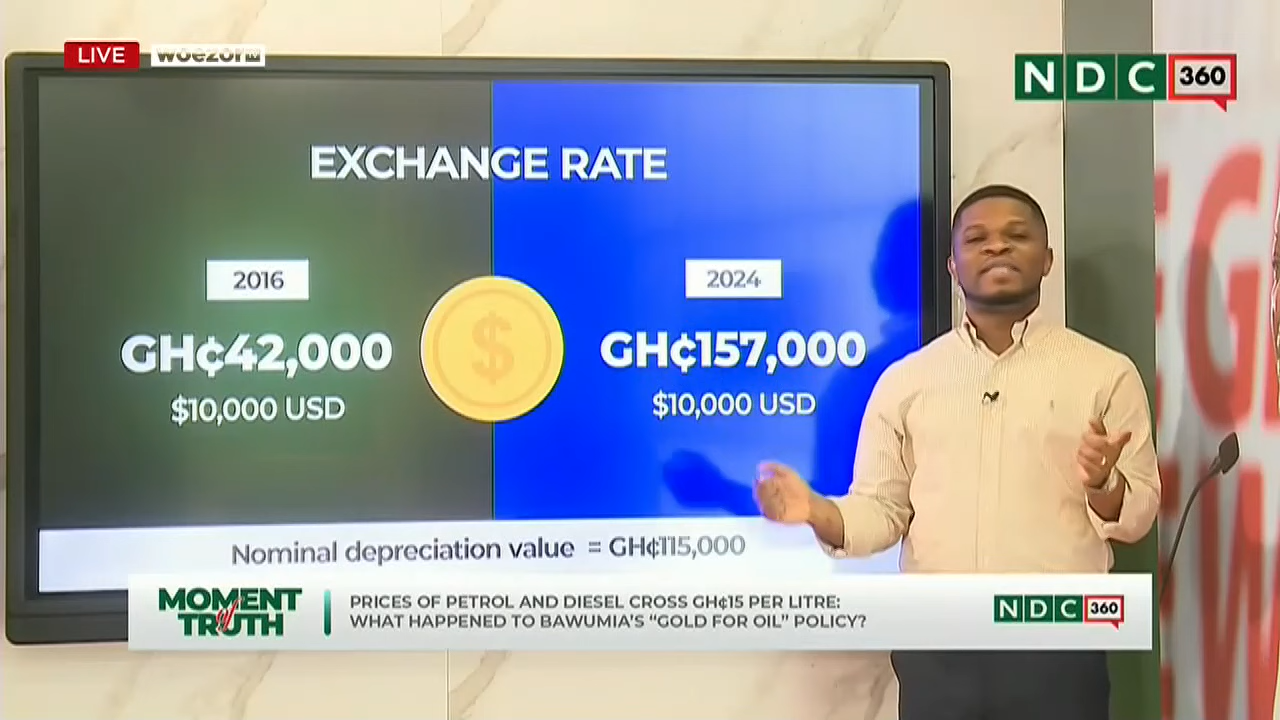 LIVE
woezortv
NDC 360
EXCHANGE RATE
2016
2024
GH¢42,000
GH¢157,000
$10,000 USD
$10,000 USD
$
Nominal depreciation value = GH¢115,000
MOMENT
of
TRUTH
PRICES OF PETROL AND DIESEL CROSS GH¢15 PER LITRE:
WHAT HAPPENED TO BAWUMIA'S “GOLD FOR OIL” POLICY?
NDC 360